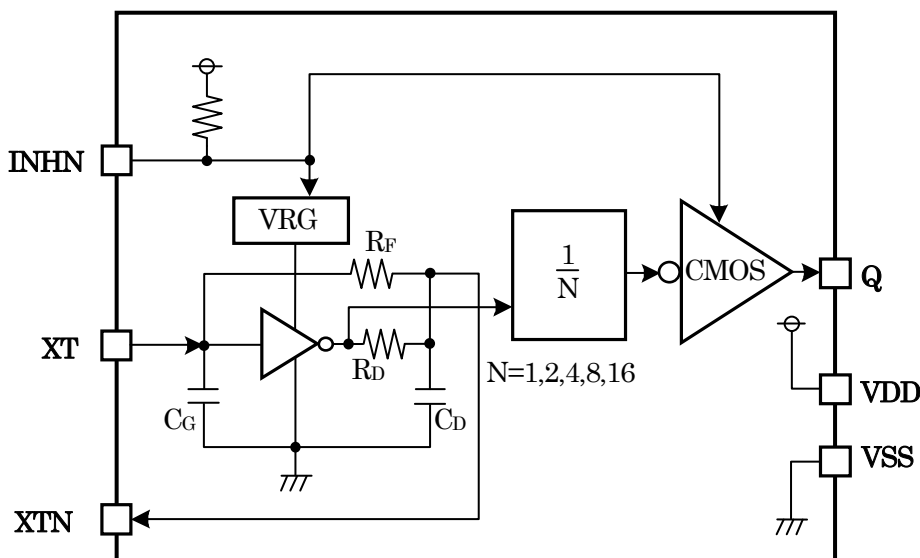 INHN
VRG
RF
1
N
CMOS
Q
XT
RD
N=1,2,4,8,16
VDD
CG
CD
VSS
XTN